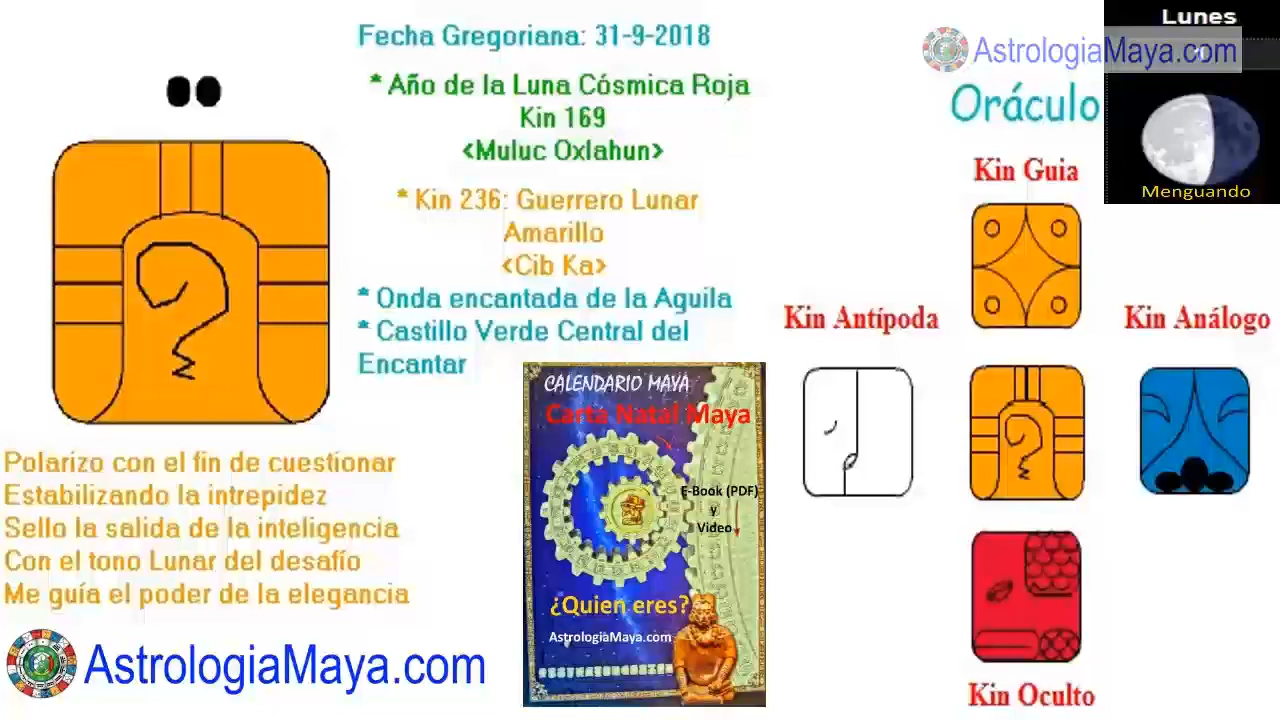 Fecha Gregoriana: 31-9-2018
* Año de la Luna Cósmica Roja
Kin 169
<Muluc Oxlahun>
* Kin 236: Guerrero Lunar
Amarillo
<Cib Ka>
* Onda encantada de la Aguila
* Castillo Verde Central del
Encantar
Polarizo con el fin de cuestionar
Estabilizando la intrepidez
Sello la salida de la inteligencia
Con el tono Lunar del desafío
Me guía el poder de la elegancia
AstrologiaMaya.com
CALENDARIO MAYA
Carta Natal Maya
E-Book (PDF)
y
Video
¿Quien eres?
AstrologiaMaya.com
Lunes
AstrologiaMaya.com
Oráculo
Menguando
Kin Guia
Kin Antípoda
Kin Análogo
Kin Oculto